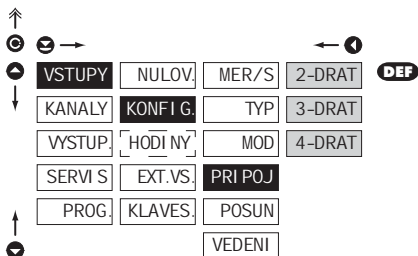 VSTUPY NULOV. MER/S 2-DRAT DEF
KANALY KONFIG. TYP 3-DRAT
VYSTUP. HODINY MOD 4-DRAT
SERVIS EXT.VS. PRIPOJ
PROG. KLAVES. POSUN
VEDENI